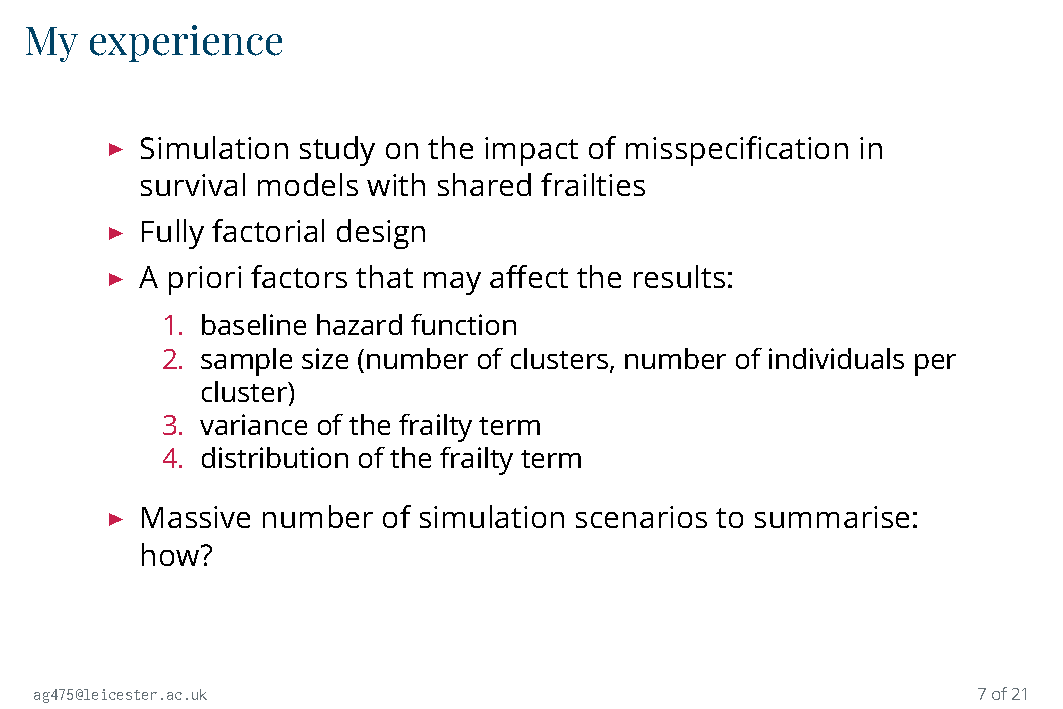 My experience
▶ Simulation study on the impact of misspecification in
survival models with shared frailties
▶ Fully factorial design
▶ A priori factors that may affect the results:
1. baseline hazard function
2. sample size (number of clusters, number of individuals per
cluster)
3. variance of the frailty term
4. distribution of the frailty term
▶ Massive number of simulation scenarios to summarise:
how?
ag475@leicester.ac.uk
7 of 21